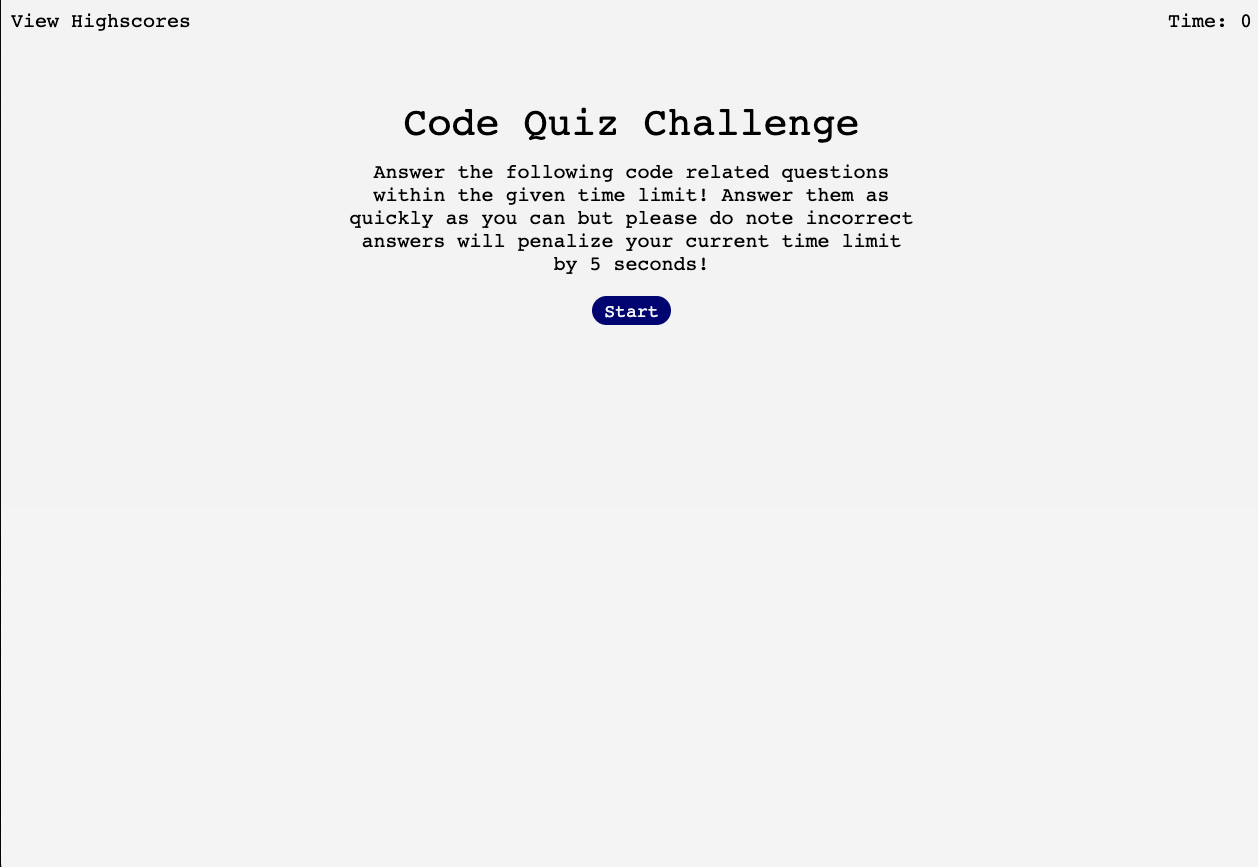 View Highscores
Time: 0
Code Quiz Challenge
Answer the following code related questions
within the given time limit! Answer them as
quickly as you can but please do note incorrect
answers will penalize your current time limit
by 5 seconds!
Start